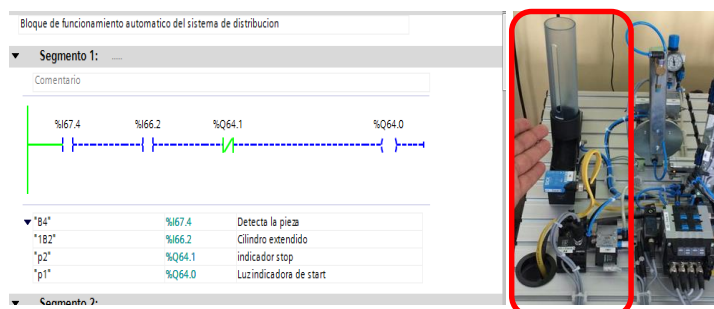 Bloque de funcionamiento automatico del sistema de distribucion
Segmento 1: ....
Comentario
%I67.4 %I66.2 %Q64.1 %Q64.0
"B4" %I67.4 Detecta la pieza
"1B2" %I66.2 Cilindro extendido
"p2" %Q64.1 indicador stop
"p1" %Q64.0 Luz indicadora de start
Segmento 2: